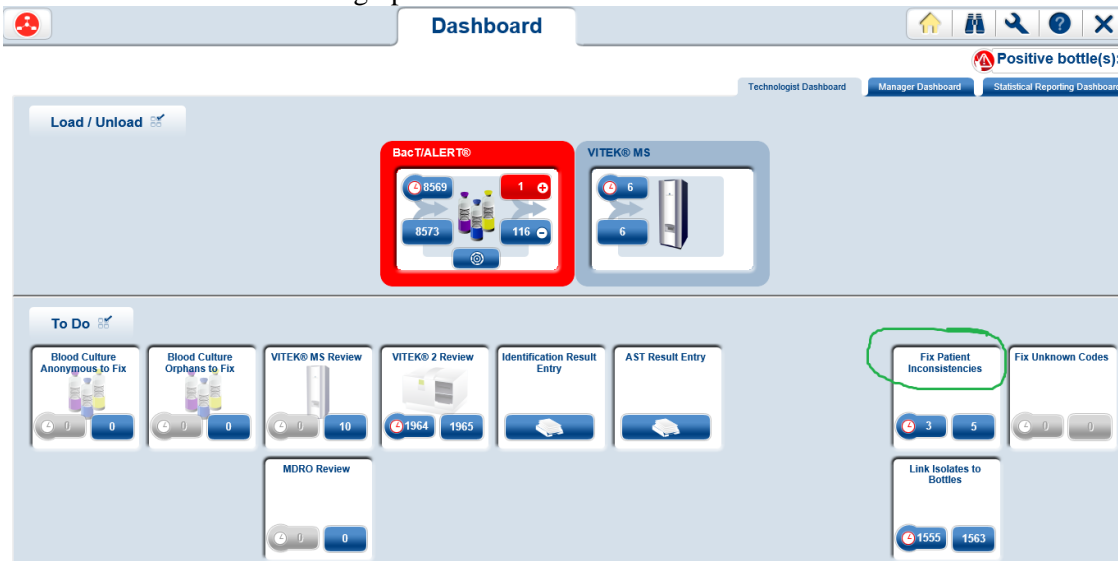 Dashboard
Positive bottle(s):
Technologist Dashboard
Manager Dashboard
Statistical Reporting Dashboard
Load / Unload
BacT/ALERT®
8569
1
8573
116
VITEK® MS
6
6
To Do
Blood Culture
Anonymous to Fix
0
0
Blood Culture
Orphans to Fix
0
0
VITEK® MS Review
0
10
VITEK® 2 Review
1964
1965
Identification Result
Entry
AST Result Entry
Fix Patient
Inconsistencies
3
5
Fix Unknown Codes
0
0
MDRO Review
0
0
Link Isolates to
Bottles
1555
1563